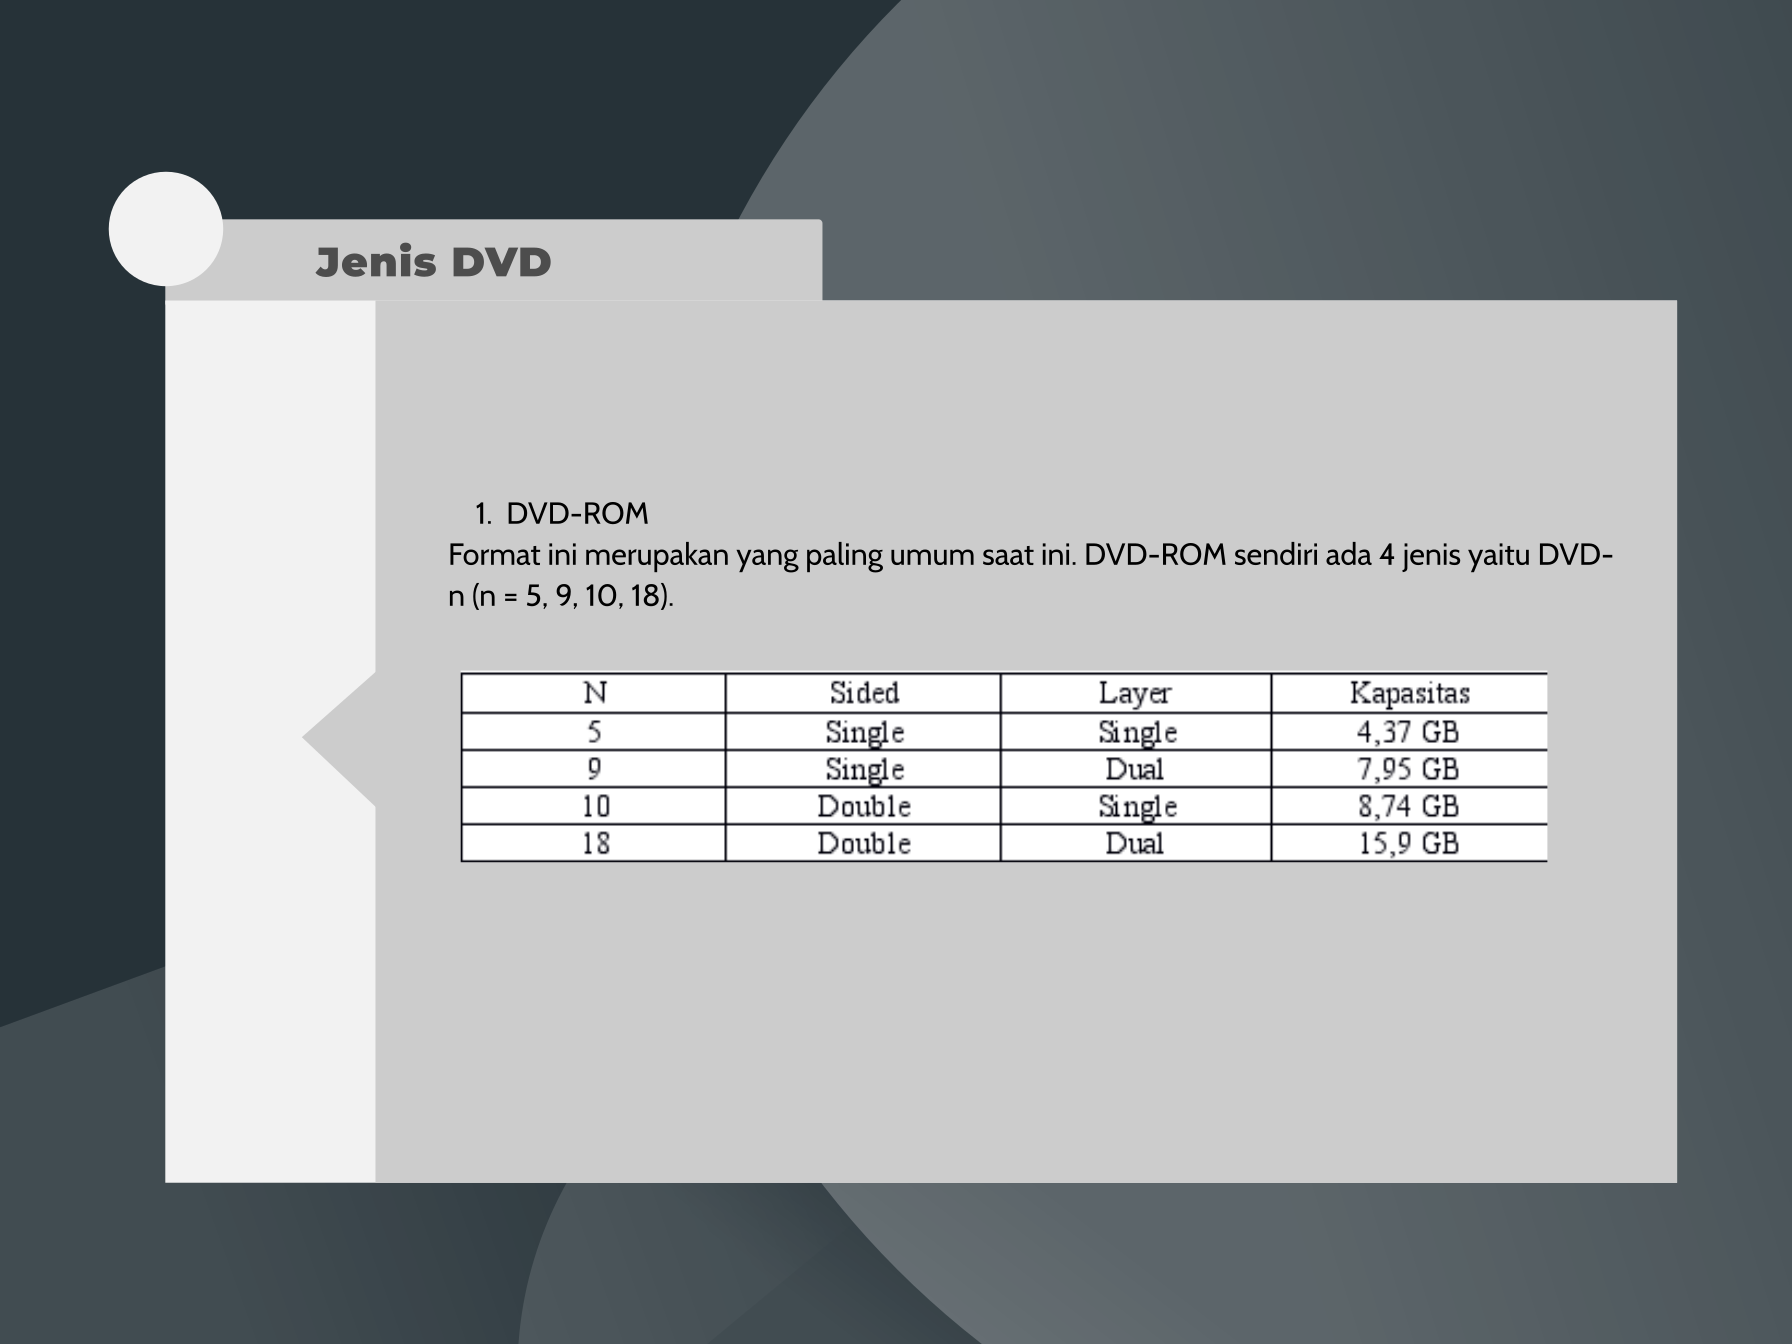 Jenis DVD
1. DVD-ROM
Format ini merupakan yang paling umum saat ini. DVD-ROM sendiri ada 4 jenis yaitu DVD-
n (n = 5, 9, 10, 18).
N Sided Layer Kapasitas
5 Single Single 4,37 GB
9 Single Dual 7,95 GB
10 Double Single 8,74 GB
18 Double Dual 15,9 GB